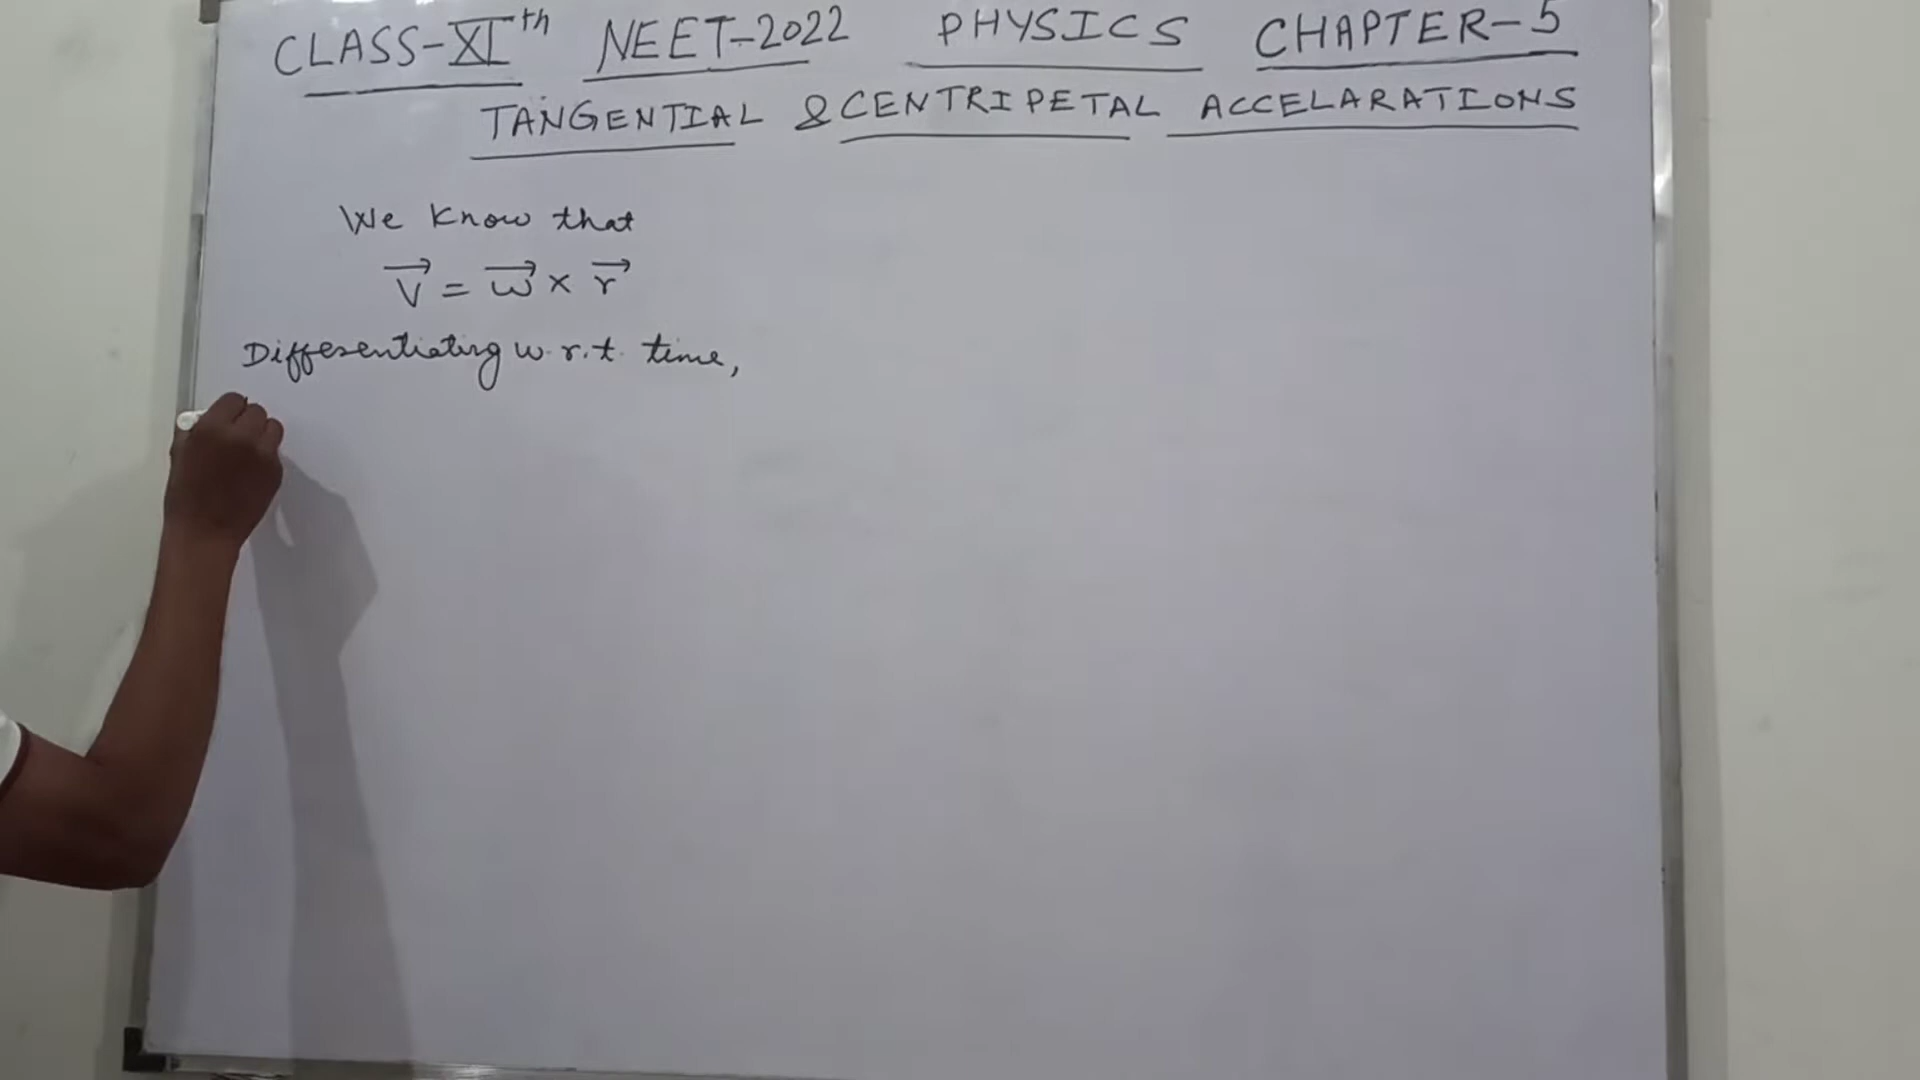 CLASS-XIth NEET-2022 PHYSICS CHAPTER-5
TANGENTIAL & CENTRIPETAL ACCELARATIONS
We know that
V⃗ = ω⃗ × r⃗
Differentiating w.r.t. time,